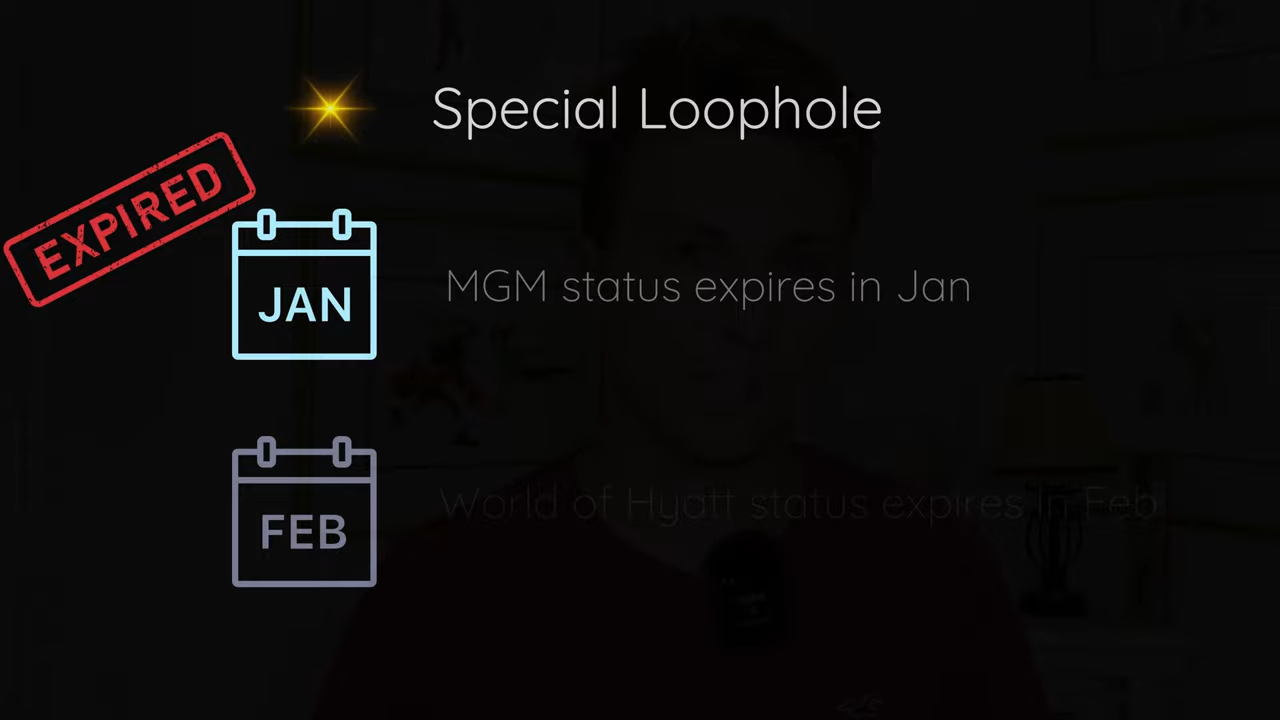 Special Loophole
EXPIRED
JAN
MGM status expires in Jan
FEB
World of Hyatt status expires in Feb